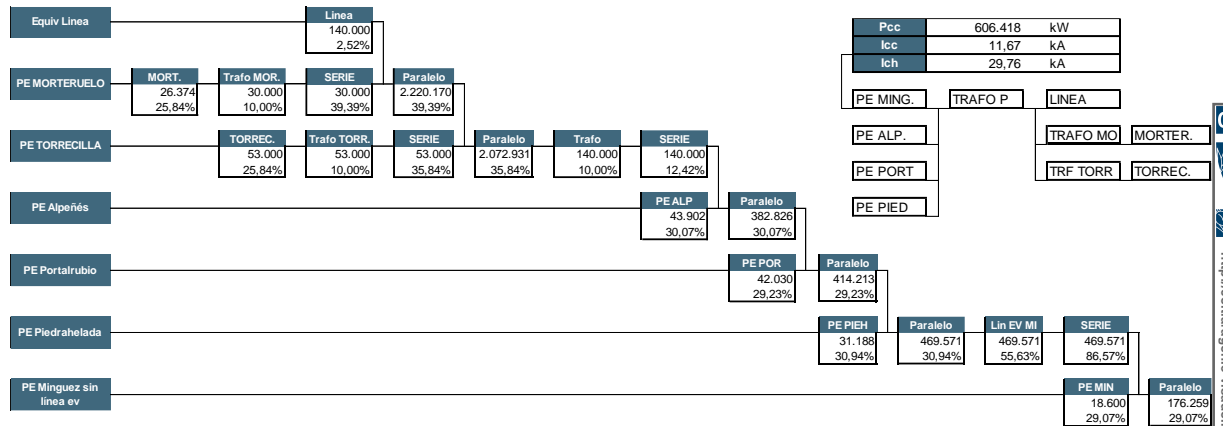 Equiv Linea
Linea
140.000
2,52%
Pcc 606.418 kW
Icc 11,67 kA
Ich 29,76 kA
PE MORTERUELO
MORT. Trafo MOR. SERIE Paralelo
26.374 30.000 30.000 2.220.170
25,84% 10,00% 39,39% 39,39%
PE MING. TRAFO P LINEA
PE TORRECILLA
TORREC. Trafo TORR. SERIE Paralelo Trafo SERIE
53.000 53.000 53.000 2.072.931 140.000 140.000
25,84% 10,00% 35,84% 35,84% 10,00% 12,42%
PE ALP. TRAFO MO MORTER.
PE PORT TRF TORR TORREC.
PE PIED
PE Alpeñés
PE ALP Paralelo
43.902 382.826
30,07% 30,07%
PE Portalrubio
PE POR Paralelo
42.030 414.213
29,23% 29,23%
PE Piedrahelada
PE PIEH Paralelo Lin EV MI SERIE
31.188 469.571 469.571 469.571
30,94% 30,94% 55,63% 86,57%
PE Minguez sin
línea ev
PE MIN Paralelo
18.600 176.259
29,07% 29,07%